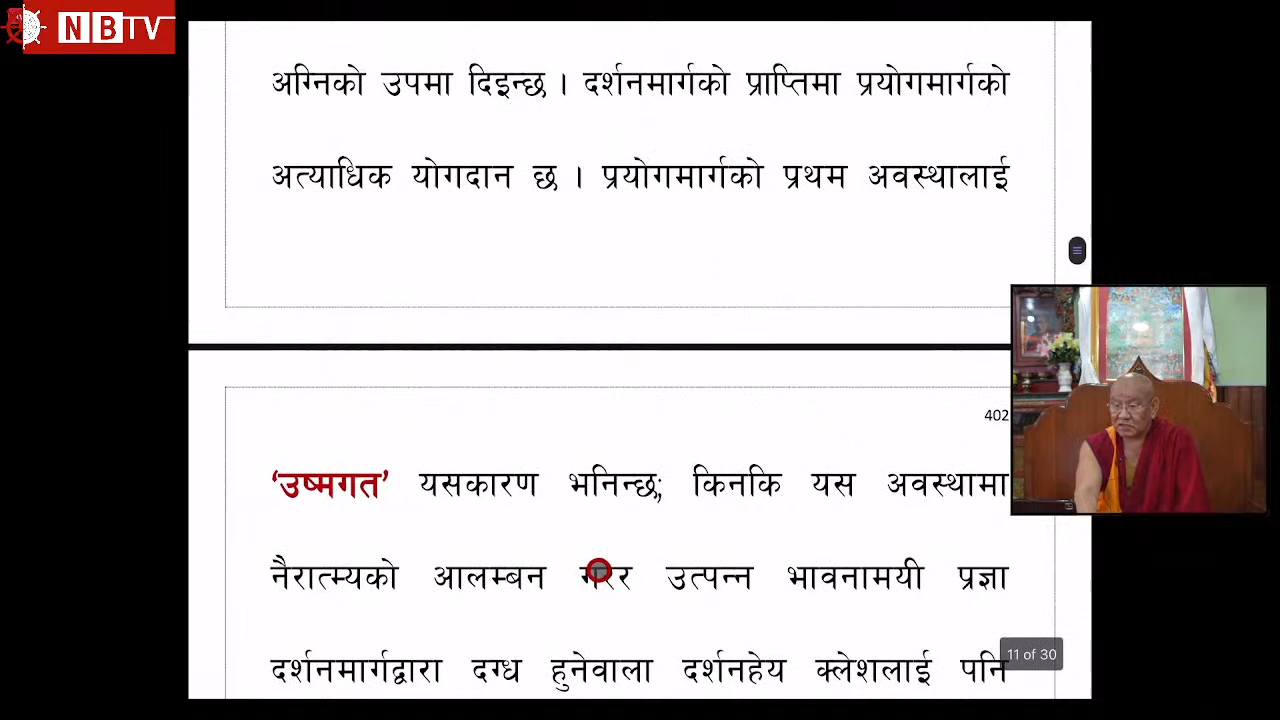 NBTV
अग्निको उपमा दिइन्छ । दर्शनमार्गको प्राप्तिमा प्रयोगमार्गको
अत्याधिक योगदान छ । प्रयोगमार्गको प्रथम अवस्थालाई
402
‘उष्मगत’ यसकारण भनिन्छ; किनकि यस अवस्थामा
नैरात्म्यको आलम्बन गरेर उत्पन्न भावनामयी प्रज्ञा
दर्शनमार्गद्वारा दग्ध हुनेवाला दर्शनहेय क्लेशलाई पनि
11 of 30